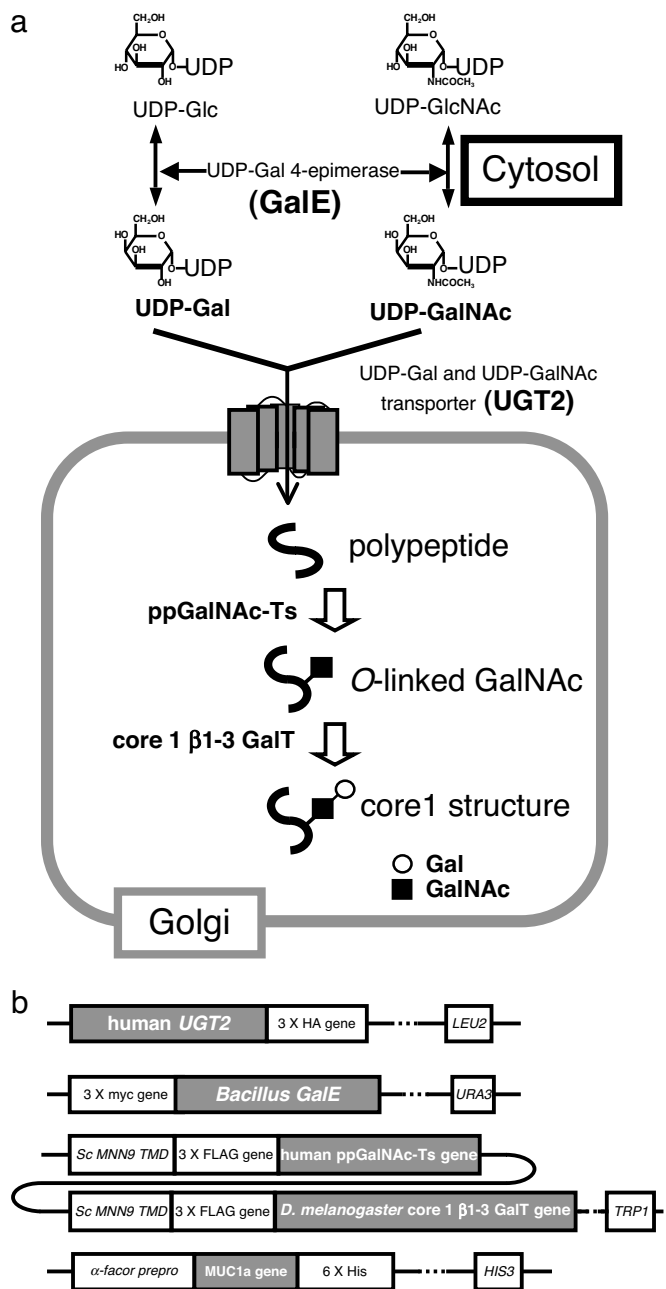 a
CH₂OH
O
OH
HO
O
UDP
OH
UDP-Glc
CH₂OH
O
OH
HO
O
UDP
NHCOCH₃
UDP-GlcNAc
UDP-Gal 4-epimerase
(GalE)
Cytosol
CH₂OH
HO
O
OH
O
UDP
OH
UDP-Gal
CH₂OH
HO
O
OH
O
UDP
NHCOCH₃
UDP-GalNAc
UDP-Gal and UDP-GalNAc
transporter (UGT2)
polypeptide
ppGalNAc-Ts
O-linked GalNAc
core 1 β1-3 GalT
core1 structure
Gal
GalNAc
Golgi
b
human UGT2 3 X HA gene LEU2
3 X myc gene Bacillus GalE URA3
Sc MNN9 TMD 3 X FLAG gene human ppGalNAc-Ts gene
Sc MNN9 TMD 3 X FLAG gene D. melanogaster core 1 β1-3 GalT gene TRP1
α-facor prepro MUC1a gene 6 X His HIS3